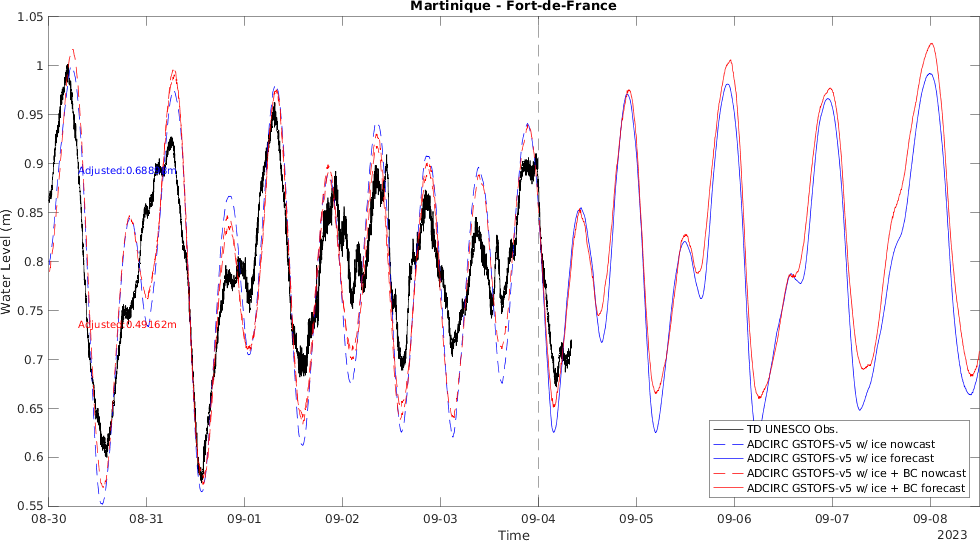 Martinique - Fort-de-France
1.05
1
0.95
0.9
0.85
0.8
0.75
0.7
0.65
0.6
0.55
Water Level (m)
Adjusted:
Adjusted:0.49162m
TD UNESCO Obs.
ADCIRC GSTOFS-v5 w/ ice nowcast
ADCIRC GSTOFS-v5 w/ ice forecast
ADCIRC GSTOFS-v5 w/ ice + BC nowcast
ADCIRC GSTOFS-v5 w/ ice + BC forecast
08-30 08-31 09-01 09-02 09-03 09-04 09-05 09-06 09-07 09-08
Time
2023